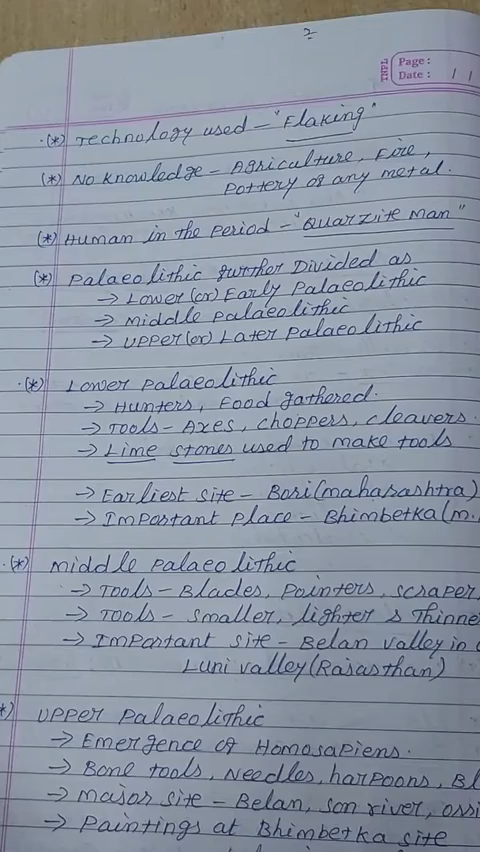 TNPL
Page :
Date : / /
(*) Technology used - "Flaking"
(*) No knowledge - Agriculture, Fire,
Pottery of any metal.
(*) Human in the period - "Quarzite man"
(*) Palaeolithic further Divided as
→ Lower (or) Early Palaeolithic
→ Middle Palaeolithic
→ Upper (or) Later Palaeolithic
(*) Lower Palaeolithic
→ Hunters, Food gathered.
→ Tools - Axes, choppers, cleavers.
→ Lime stones used to make tools
→ Earliest site - Bori (maharashtra)
→ Important Place - Bhimbetka (m.
(*) Middle Palaeolithic
→ Tools - Blades, Pointers, scraper,
→ Tools - smaller, lighter & Thinne
→ Important site - Belan valley in
Luni valley (Rajasthan)
*) Upper Palaeolithic
→ Emergence of Homosapiens.
→ Bone tools, Needles, harpoons, Bl
→ Major site - Belan, son river, ossi
→ Paintings at Bhimbetka site